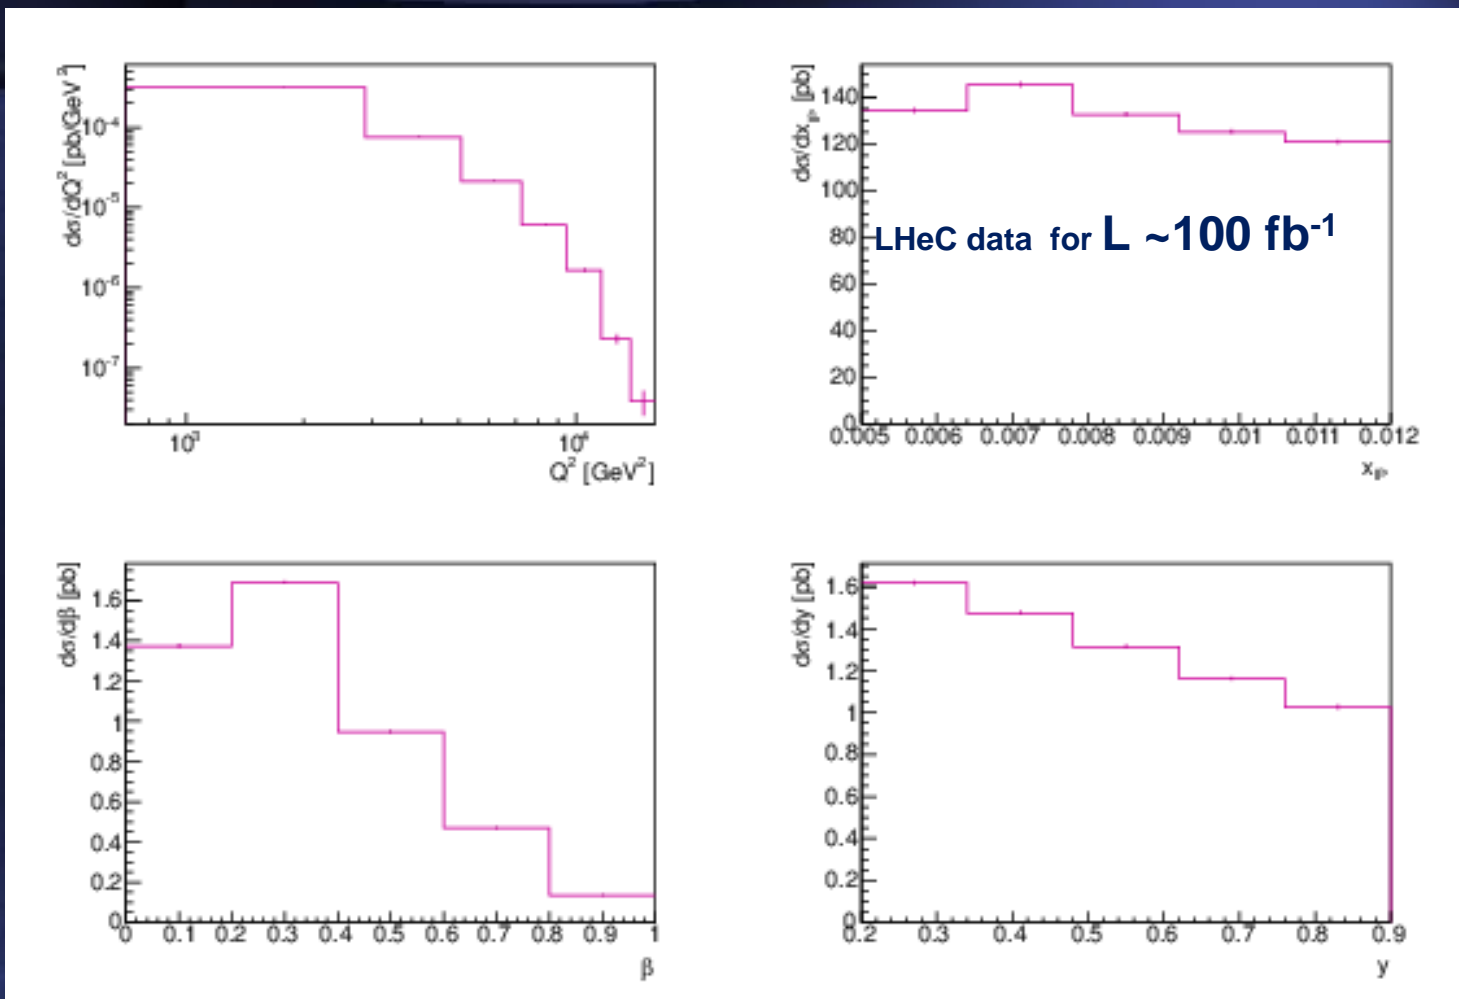 dσ/dQ² [pb/GeV²]
10⁻⁴
10⁻⁵
10⁻⁶
10⁻⁷
10³
10⁴
Q² [GeV²]
dσ/dx_IP [pb]
140
120
100
80
60
40
20
0
LHeC data for L ~100 fb⁻¹
0.005 0.006 0.007 0.008 0.009 0.01 0.011 0.012
x_IP
dσ/dβ [pb]
1.6
1.4
1.2
1
0.8
0.6
0.4
0.2
0
0 0.1 0.2 0.3 0.4 0.5 0.6 0.7 0.8 0.9 1
β
dσ/dy [pb]
1.6
1.4
1.2
1
0.8
0.6
0.4
0.2
0
0.2 0.3 0.4 0.5 0.6 0.7 0.8 0.9
y